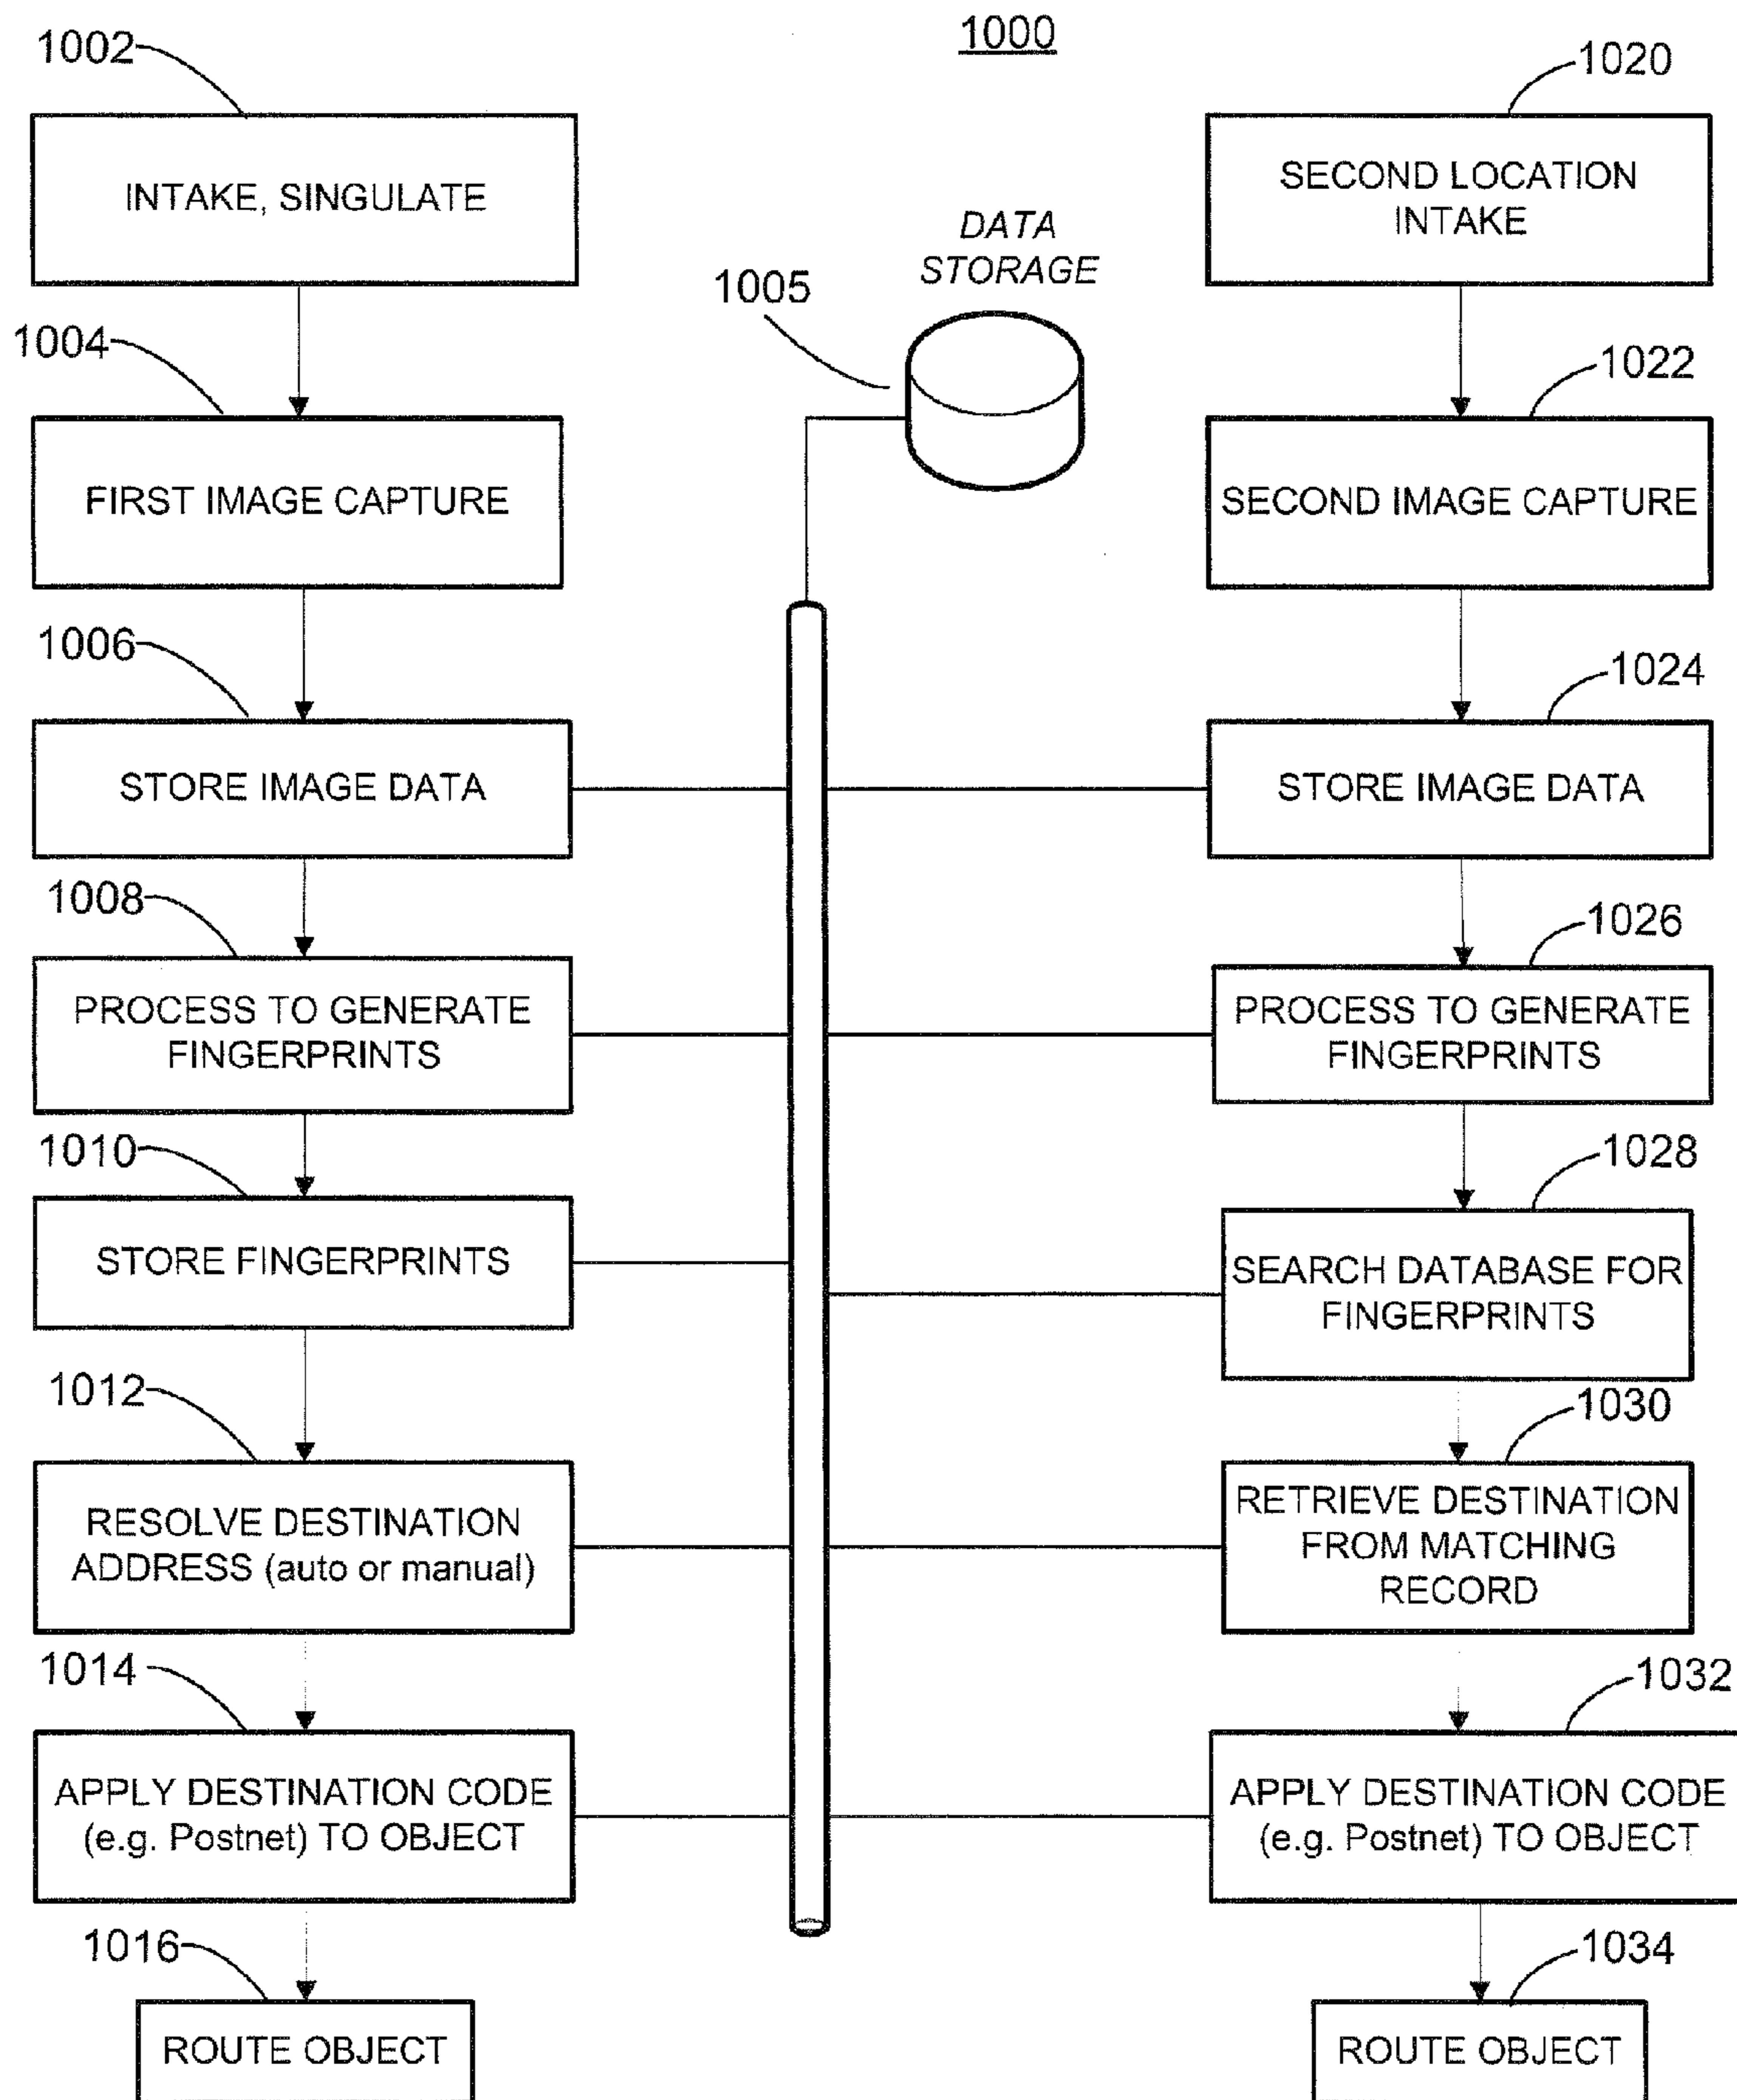 1000
1002
INTAKE, SINGULATE
1004
FIRST IMAGE CAPTURE
1006
STORE IMAGE DATA
1008
PROCESS TO GENERATE
FINGERPRINTS
1010
STORE FINGERPRINTS
1012
RESOLVE DESTINATION
ADDRESS (auto or manual)
1014
APPLY DESTINATION CODE
(e.g. Postnet) TO OBJECT
1016
ROUTE OBJECT
DATA
STORAGE
1005
1020
SECOND LOCATION
INTAKE
1022
SECOND IMAGE CAPTURE
1024
STORE IMAGE DATA
1026
PROCESS TO GENERATE
FINGERPRINTS
1028
SEARCH DATABASE FOR
FINGERPRINTS
1030
RETRIEVE DESTINATION
FROM MATCHING
RECORD
1032
APPLY DESTINATION CODE
(e.g. Postnet) TO OBJECT
1034
ROUTE OBJECT